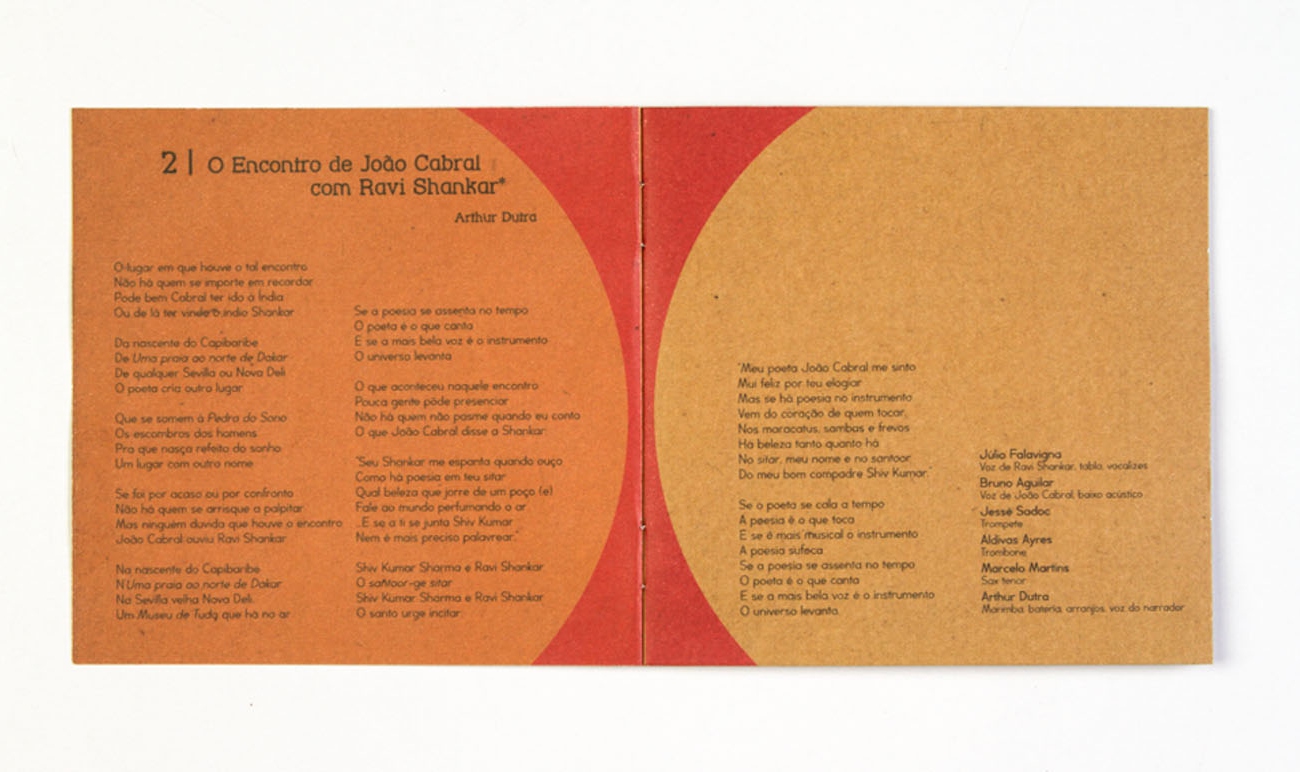 2 | O Encontro de João Cabral
com Ravi Shankar*
Arthur Dutra
O lugar em que houve o tal encontro
Não há quem se importe em recordar
Pode bem Cabral ter ido à Índia
Ou de lá ter vindo o índio Shankar
Da nascente do Capibaribe
De Uma praia ao norte de Dakar
De qualquer Sevilla ou Nova Deli
O poeta cria outro lugar
Que se somem à Pedra do Sono
Os escombros dos homens
Pra que nasça refeito do sonho
Um lugar com outro nome
Se foi por acaso ou por confronto
Não há quem se arrisque a palpitar
Mas ninguém duvida que houve o encontro
João Cabral ouviu Ravi Shankar
Na nascente do Capibaribe
N'Uma praia ao norte de Dakar
Na Sevilla velha Nova Deli
Um Museu de Tudo que há no ar
Se a poesia se assenta no tempo
O poeta é o que canta
E se a mais bela voz é o instrumento
O universo levanta
O que aconteceu naquele encontro
Pouca gente pôde presenciar
Não há quem não pasme quando eu conto
O que João Cabral disse a Shankar:
"Seu Shankar me espanta quando ouço
Como há poesia em teu sitar
Qual beleza que jorre de um poço (e)
Fale ao mundo perfumando o ar
...E se a ti se junta Shiv Kumar
Nem é mais preciso palavrear."
Shiv Kumar Sharma e Ravi Shankar
O santoor-ge sitar
Shiv Kumar Sharma e Ravi Shankar
O santo urge incitar
"Meu poeta João Cabral me sinto
Mui feliz por teu elogiar
Mas se há poesia no instrumento
Vem do coração de quem tocar,
Nos maracatus, sambas e frevos
Há beleza tanto quanto há
No sitar, meu nome e no santoor
Do meu bom compadre Shiv Kumar."
Se o poeta se cala a tempo
A poesia é o que toca
E se é mais musical o instrumento
A poesia sufoca
Se a poesia se assenta no tempo
O poeta é o que canta
E se a mais bela voz é o instrumento
O universo levanta.
Júlio Falavigna
Voz de Ravi Shankar, tabla, vocalizes
Bruno Aguilar
Voz de João Cabral, baixo acústico
Jessé Sadoc
Trompete
Aldivas Ayres
Trombone
Marcelo Martins
Sax tenor
Arthur Dutra
Marimba, bateria, arranjos, voz do narrador